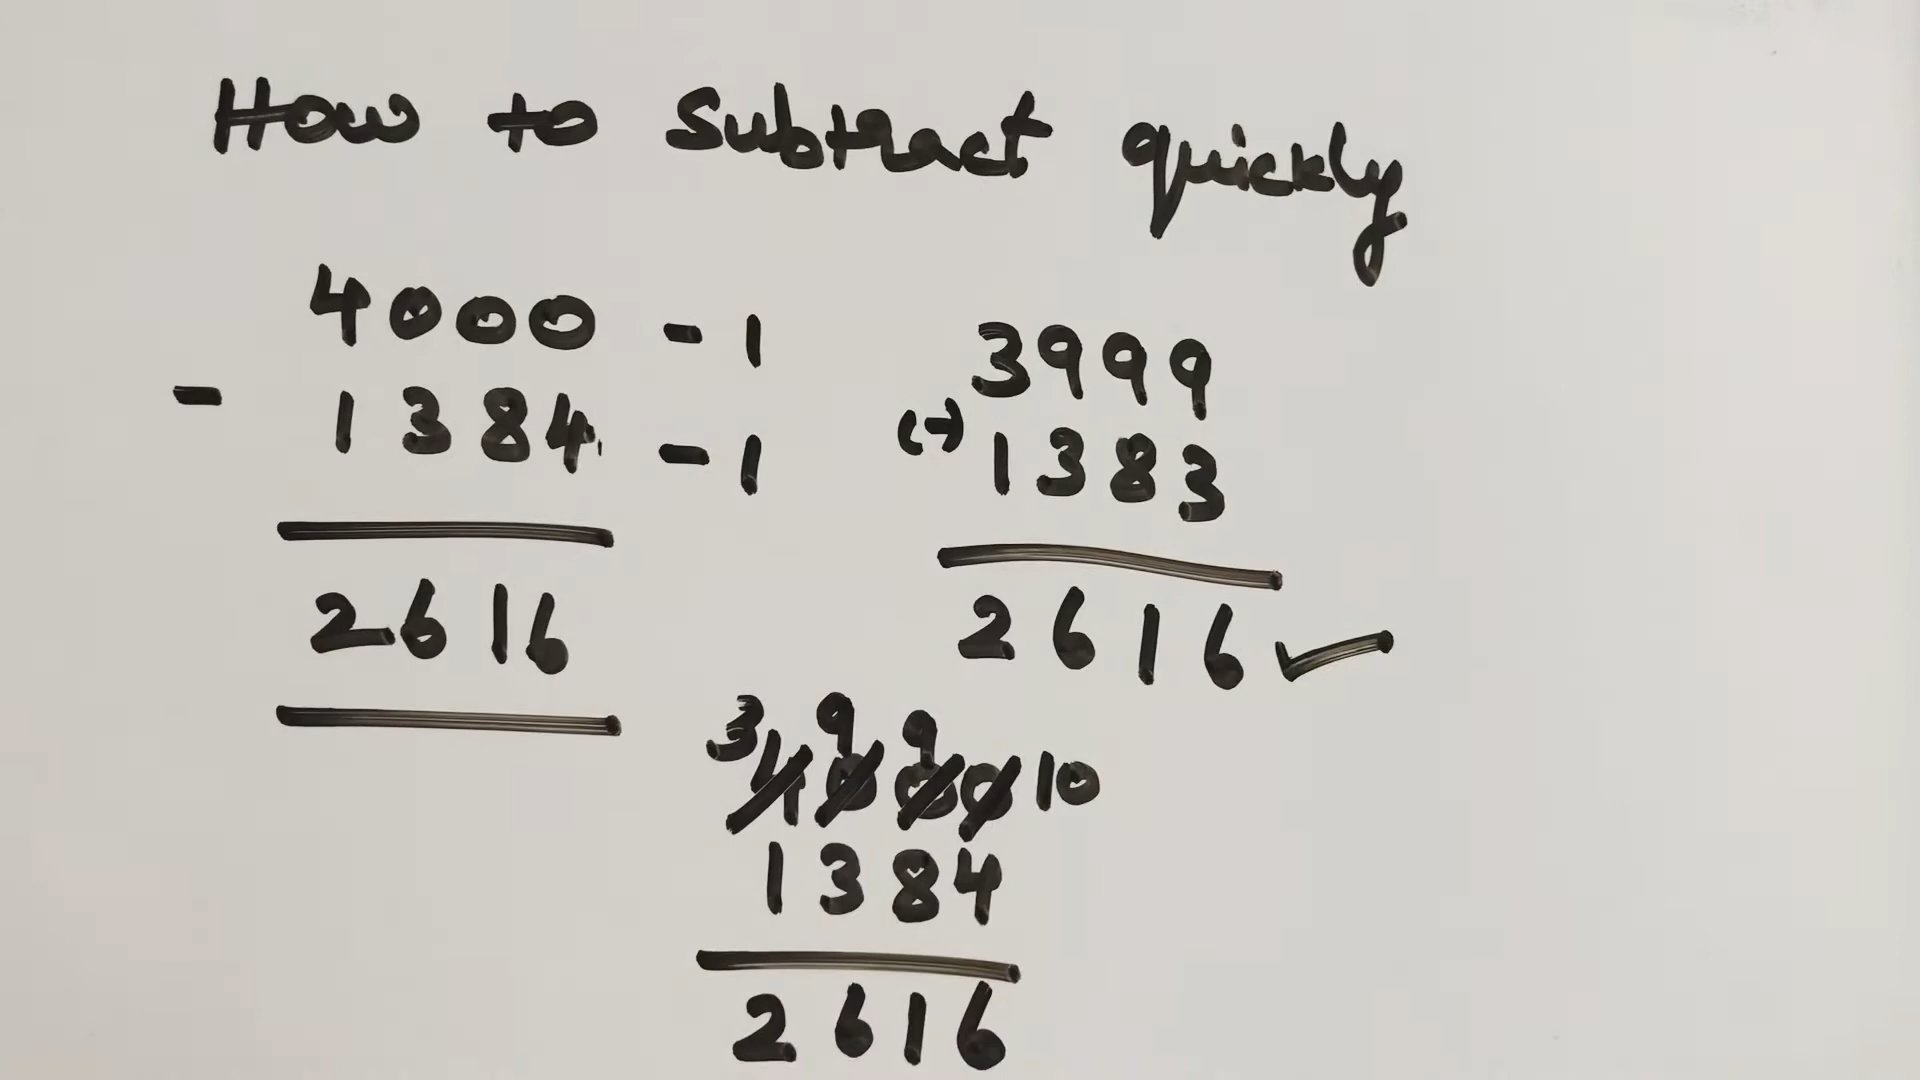 How to subtract quickly
4000 - 1
- 1384 - 1
2616
3999
(-) 1383
2616 ✓
3 9 9
4000 10
1384
2616